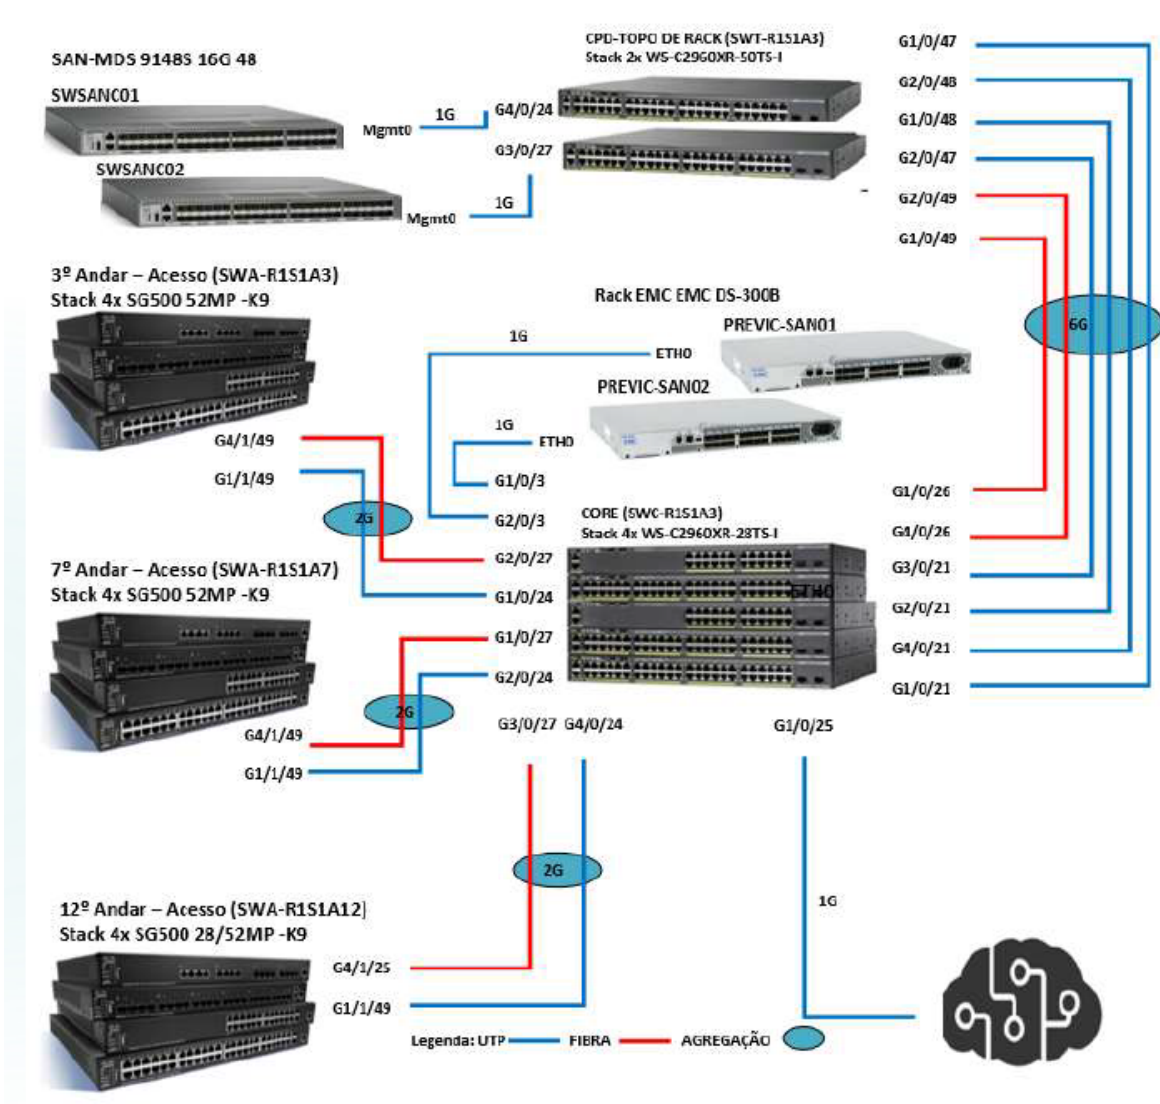 SAN-MDS 9148S 16G 48
SWSANC01
SWSANC02
Mgmt0
1G
Mgmt0
1G
CPD-TOPO DE RACK (SWT-R1S1A3)
Stack 2x WS-C2960XR-50TS-I
G4/0/24
G3/0/27
G1/0/47
G2/0/48
G1/0/48
G2/0/47
G2/0/49
G1/0/49
6G
3º Andar – Acesso (SWA-R1S1A3)
Stack 4x SG500 52MP -K9
G4/1/49
G1/1/49
2G
Rack EMC EMC DS-300B
PREVIC-SAN01
1G
ETH0
PREVIC-SAN02
1G
ETH0
G1/0/3
G2/0/3
G2/0/27
G1/0/24
G1/0/27
G2/0/24
CORE (SWC-R1S1A3)
Stack 4x WS-C2960XR-28TS-I
ETH0
G1/0/26
G4/0/26
G3/0/21
G2/0/21
G4/0/21
G1/0/21
7º Andar – Acesso (SWA-R1S1A7)
Stack 4x SG500 52MP -K9
G4/1/49
G1/1/49
2G
G3/0/27 G4/0/24
G1/0/25
2G
1G
12º Andar – Acesso (SWA-R1S1A12)
Stack 4x SG500 28/52MP -K9
G4/1/25
G1/1/49
Legenda: UTP FIBRA AGREGAÇÃO